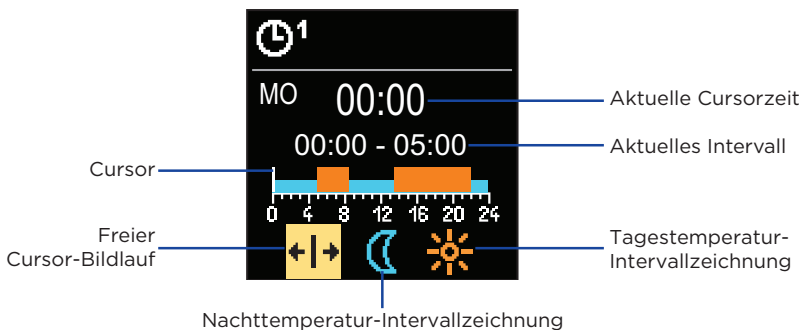 1
MO 00:00
Aktuelle Cursorzeit
00:00 - 05:00
Aktuelles Intervall
Cursor
0 4 8 12 16 20 24
Freier
Cursor-Bildlauf
Tagestemperatur-
Intervallzeichnung
Nachttemperatur-Intervallzeichnung